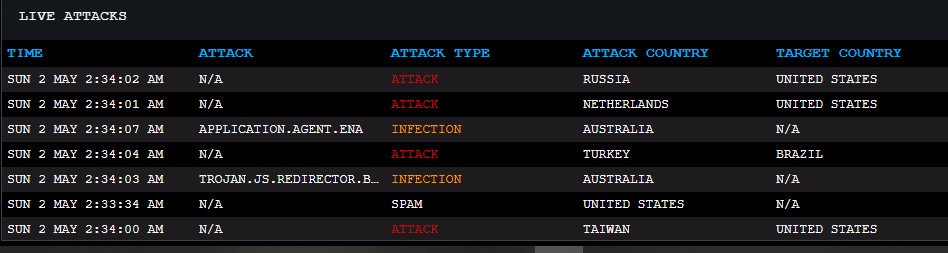 LIVE ATTACKS
TIME ATTACK ATTACK TYPE ATTACK COUNTRY TARGET COUNTRY
SUN 2 MAY 2:34:02 AM N/A ATTACK RUSSIA UNITED STATES
SUN 2 MAY 2:34:01 AM N/A ATTACK NETHERLANDS UNITED STATES
SUN 2 MAY 2:34:07 AM APPLICATION.AGENT.ENA INFECTION AUSTRALIA N/A
SUN 2 MAY 2:34:04 AM N/A ATTACK TURKEY BRAZIL
SUN 2 MAY 2:34:03 AM TROJAN.JS.REDIRECTOR.B… INFECTION AUSTRALIA N/A
SUN 2 MAY 2:33:34 AM N/A SPAM UNITED STATES N/A
SUN 2 MAY 2:34:00 AM N/A ATTACK TAIWAN UNITED STATES